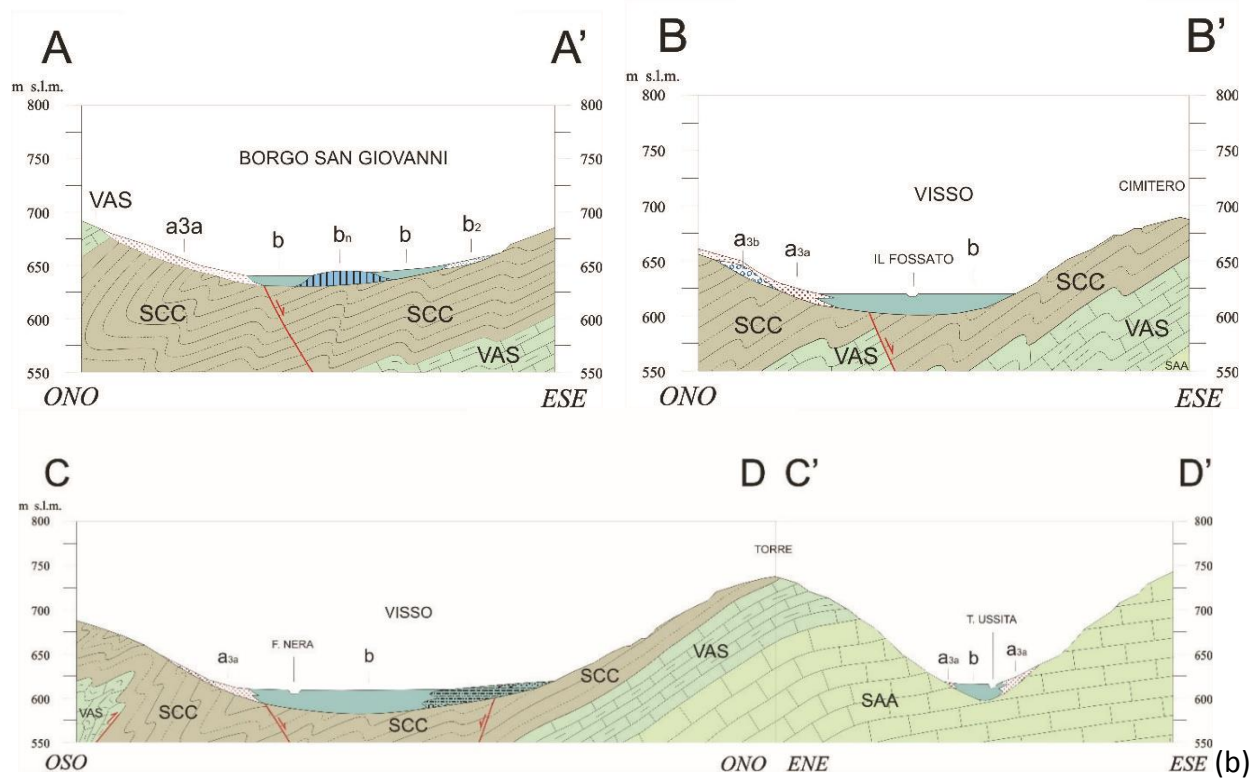 A A’
m s.l.m.
800 800
750 BORGO SAN GIOVANNI 750
700 VAS 700
a3a b bn b b2
650 650
600 SCC SCC 600
550 VAS 550
ONO ESE
B B’
m s.l.m.
800 800
750 750
VISSO CIMITERO
700 700
a3b a3a IL FOSSATO b
650 650
SCC
600 SCC VAS VAS 600
550 SAA 550
ONO ESE
C D C’ D’
m s.l.m.
800 800
TORRE
750 750
700 VISSO 700
T. USSITA
650 a3a F. NERA b a3a b a3a 650
SCC VAS
600 SCC SAA 600
VAS SCC
550 550
OSO ONO ENE ESE (b)